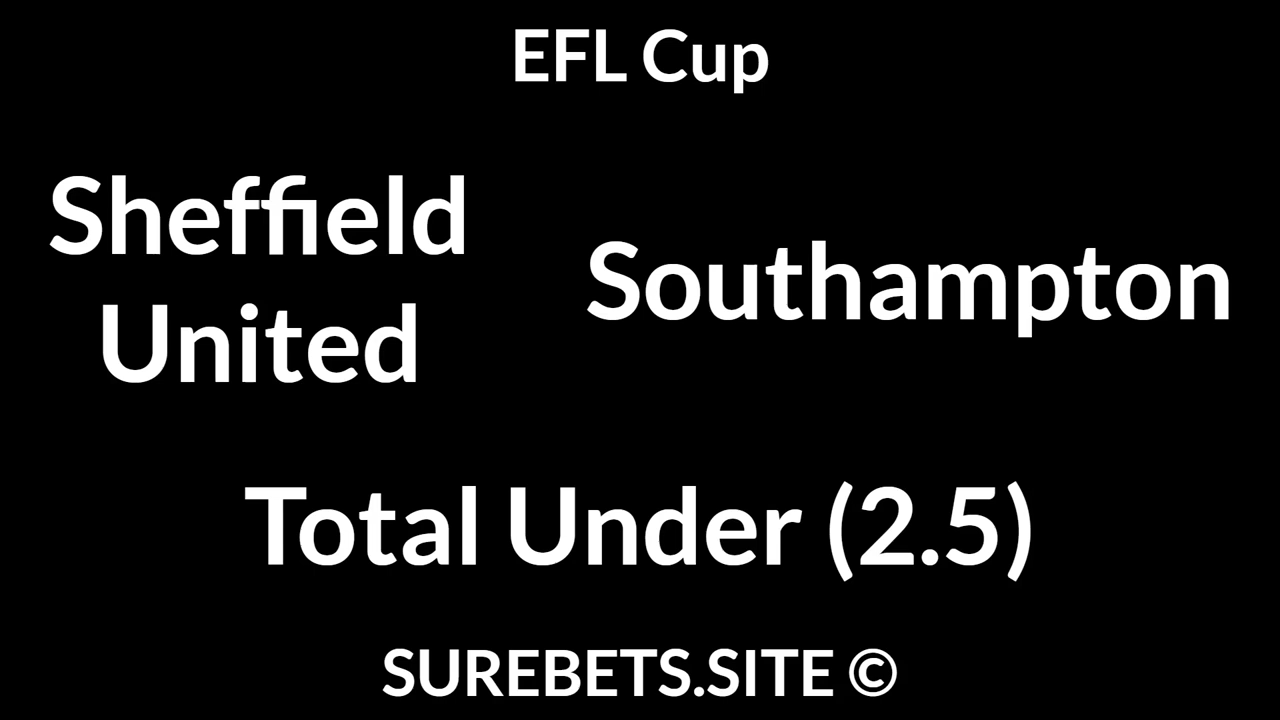 EFL Cup
Sheffield
United
Southampton
Total Under (2.5)
SUREBETS.SITE ©